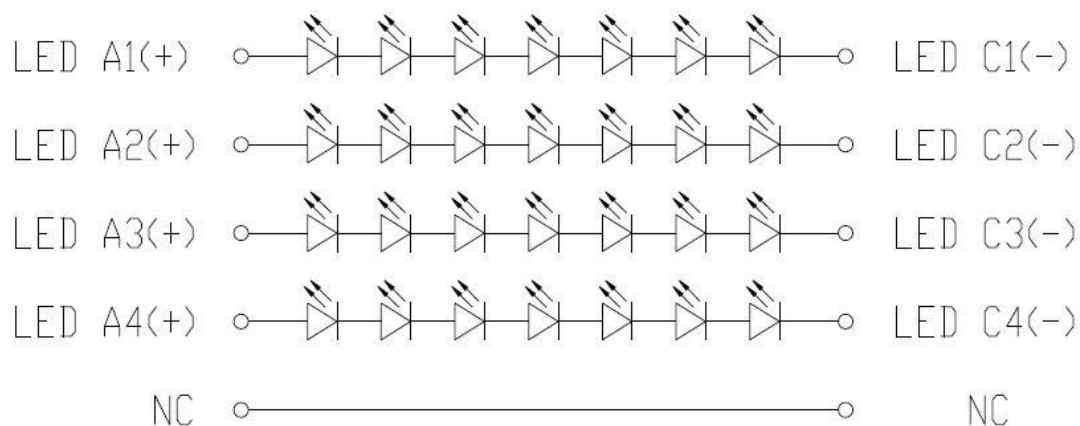 LED A1(+) LED C1(-)
LED A2(+) LED C2(-)
LED A3(+) LED C3(-)
LED A4(+) LED C4(-)
NC NC